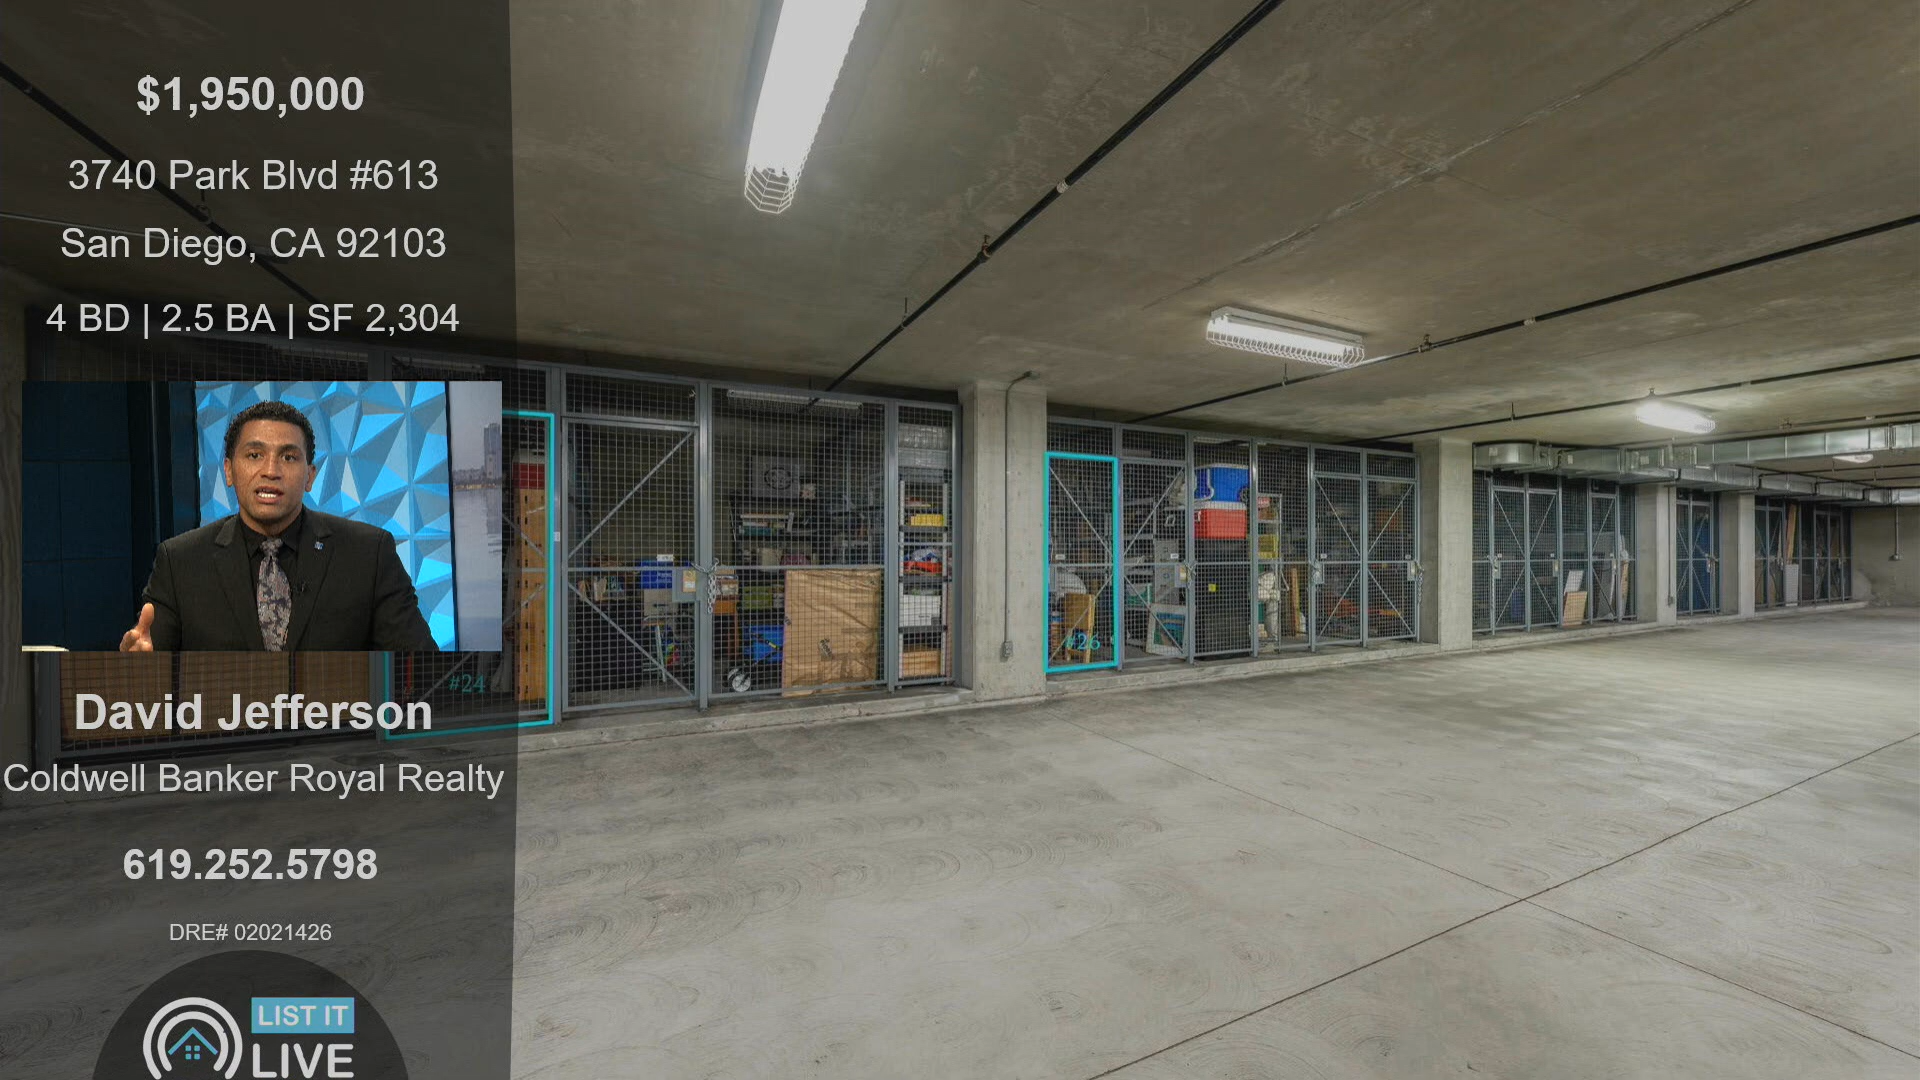 $1,950,000
3740 Park Blvd #613
San Diego, CA 92103
4 BD | 2.5 BA | SF 2,304
#24
#26
David Jefferson
Coldwell Banker Royal Realty
619.252.5798
DRE# 02021426
LIST IT
LIVE